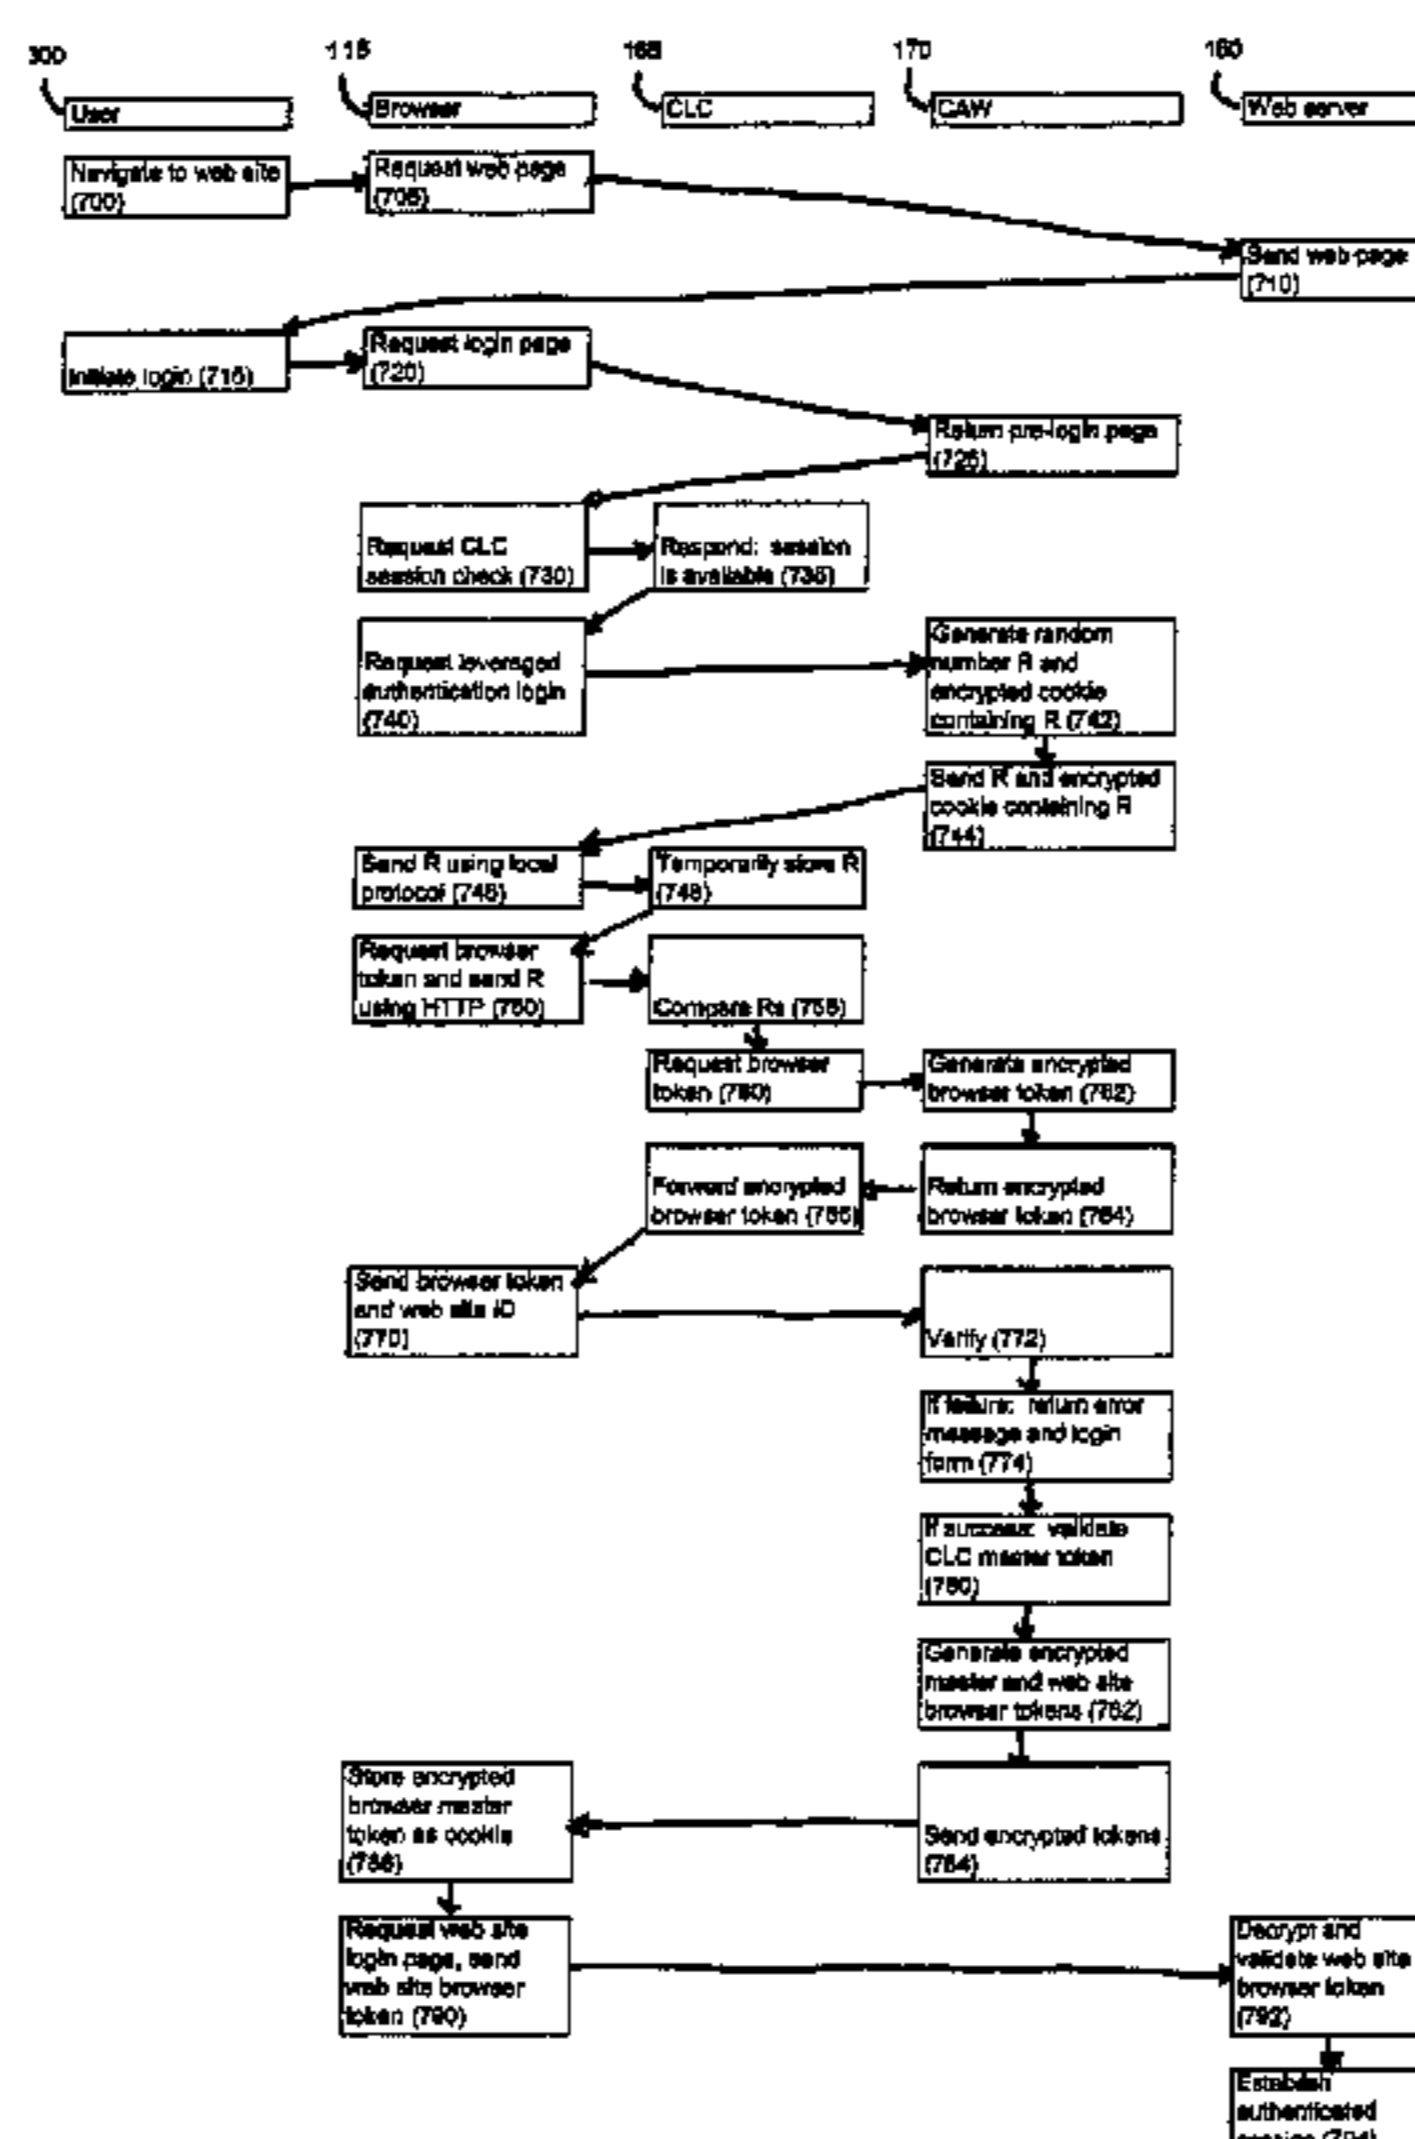 300
115
165
170
160
User
Browser
CLC
CAW
Web server
Navigate to web site
(700)
Request web page
(705)
Send web page
(710)
Initiate login (715)
Request login page
(720)
Return pre-login page
(725)
Request CLC
session check (730)
Respond: session
is available (735)
Request leveraged
authentication login
(740)
Generate random
number R and
encrypted cookie
containing R (742)
Send R and encrypted
cookie containing R
(744)
Send R using local
protocol
Temporarily store R
(748)
Request browser
token and send R
using HTTP (750)
Compare Rs
Request browser
token (760)
Generate encrypted
browser token (762)
Return encrypted
browser token (764)
Forward encrypted
browser token
Send browser token
and web site ID
(770)
Verify (772)
If failure: return error
message and login
form (774)
If success: validate
CLC master token
(780)
Generate encrypted
master and web site
browser tokens (782)
Send encrypted tokens
(784)
Store encrypted
browser master
token as cookie
Request web site
login page, send
web site browser
token (790)
Decrypt and
validate web site
browser token
(792)
Establish
authenticated
session (794)